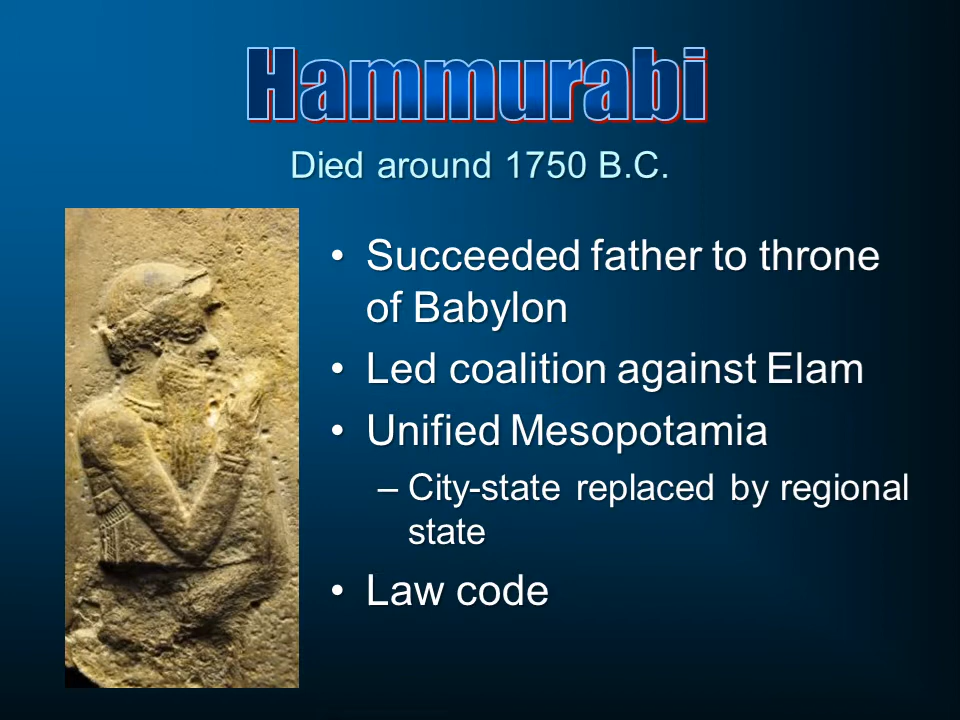 Hammurabi
Died around 1750 B.C.
• Succeeded father to throne
of Babylon
• Led coalition against Elam
• Unified Mesopotamia
– City-state replaced by regional
state
• Law code